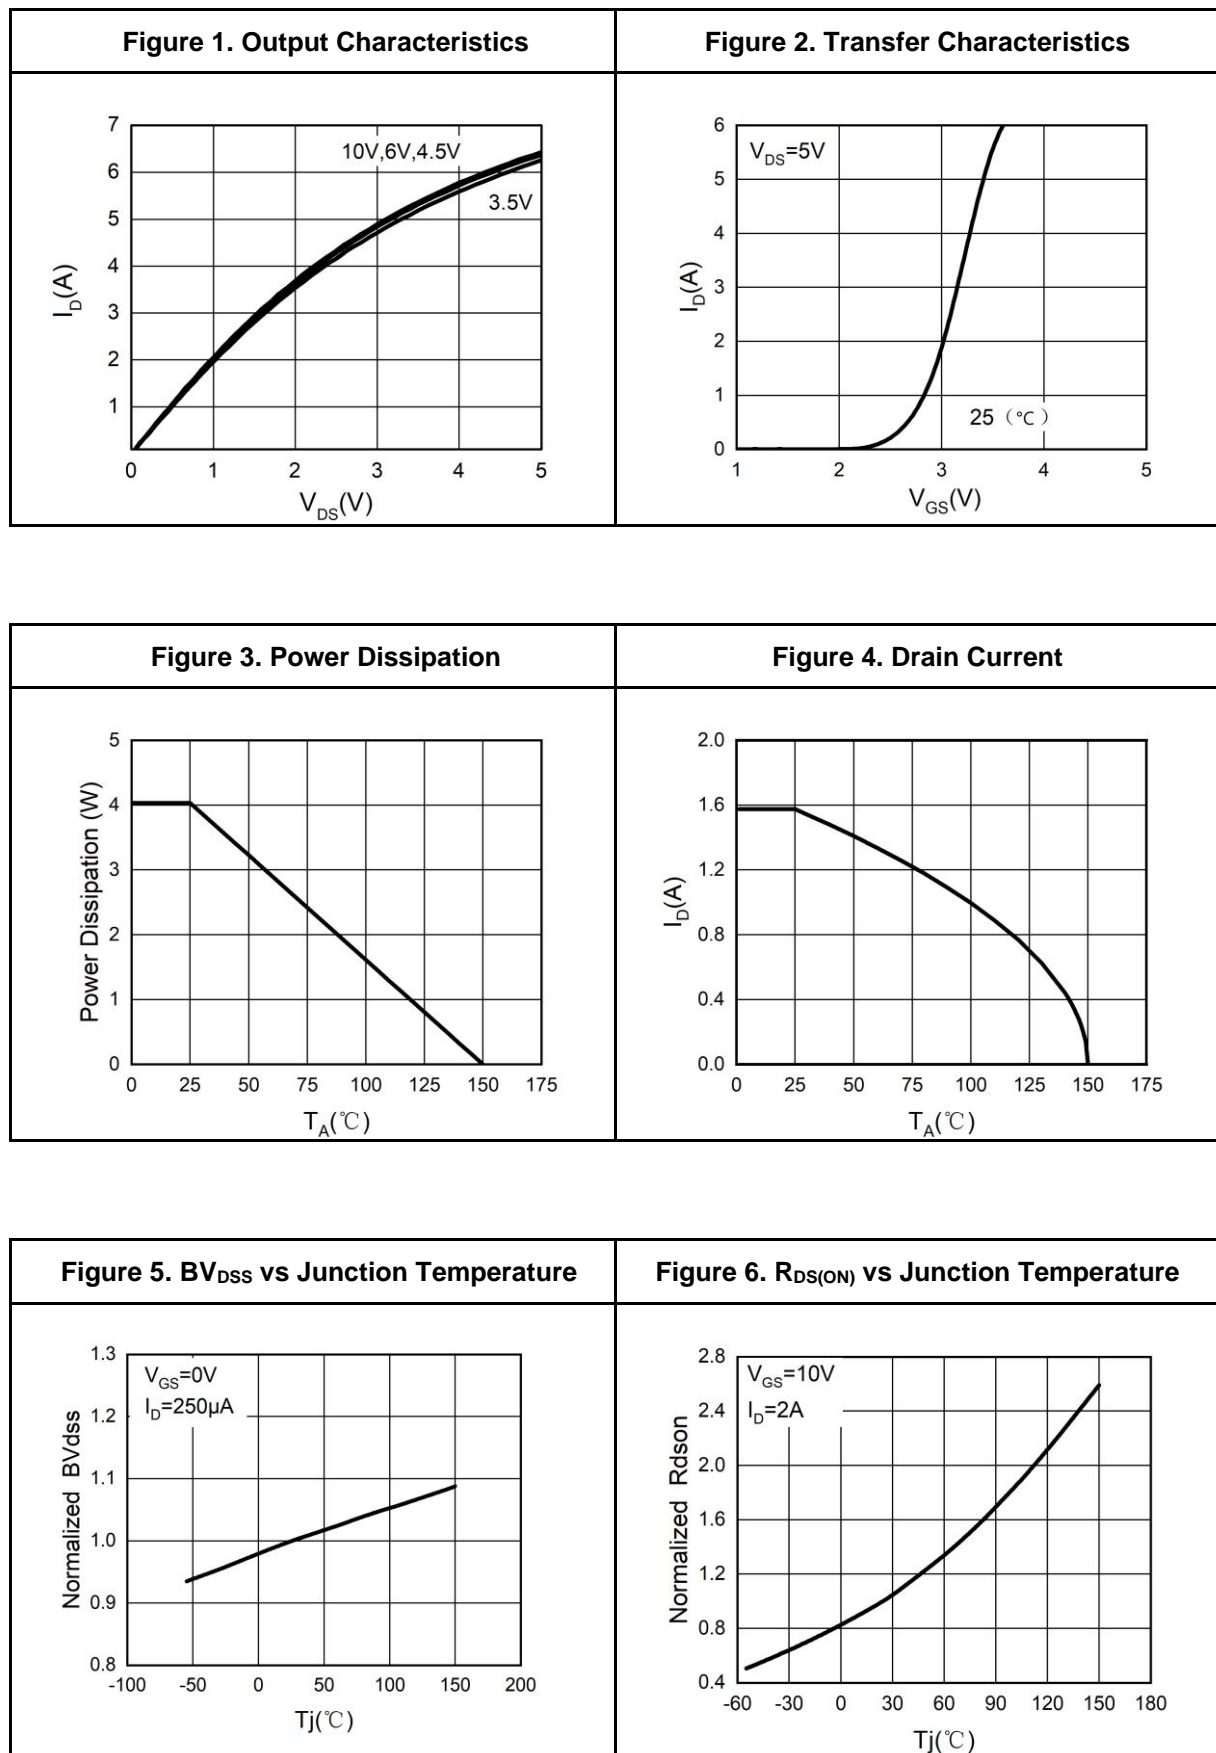 Figure 1. Output Characteristics
7
6
5
4
3
2
1
10V,6V,4.5V
3.5V
I_D(A)
0 1 2 3 4 5
V_DS(V)
Figure 2. Transfer Characteristics
6
5
4
3
2
1
0
V_DS=5V
25（℃）
I_D(A)
1 2 3 4 5
V_GS(V)
Figure 3. Power Dissipation
5
4
3
2
1
0
Power Dissipation (W)
0 25 50 75 100 125 150 175
T_A(℃)
Figure 4. Drain Current
2.0
1.6
1.2
0.8
0.4
0.0
I_D(A)
0 25 50 75 100 125 150 175
T_A(℃)
Figure 5. BV_DSS vs Junction Temperature
1.3
1.2
1.1
1.0
0.9
0.8
V_GS=0V
I_D=250μA
Normalized BVdss
-100 -50 0 50 100 150 200
Tj(℃)
Figure 6. R_DS(ON) vs Junction Temperature
2.8
2.4
2.0
1.6
1.2
0.8
0.4
V_GS=10V
I_D=2A
Normalized Rdson
-60 -30 0 30 60 90 120 150 180
Tj(℃)